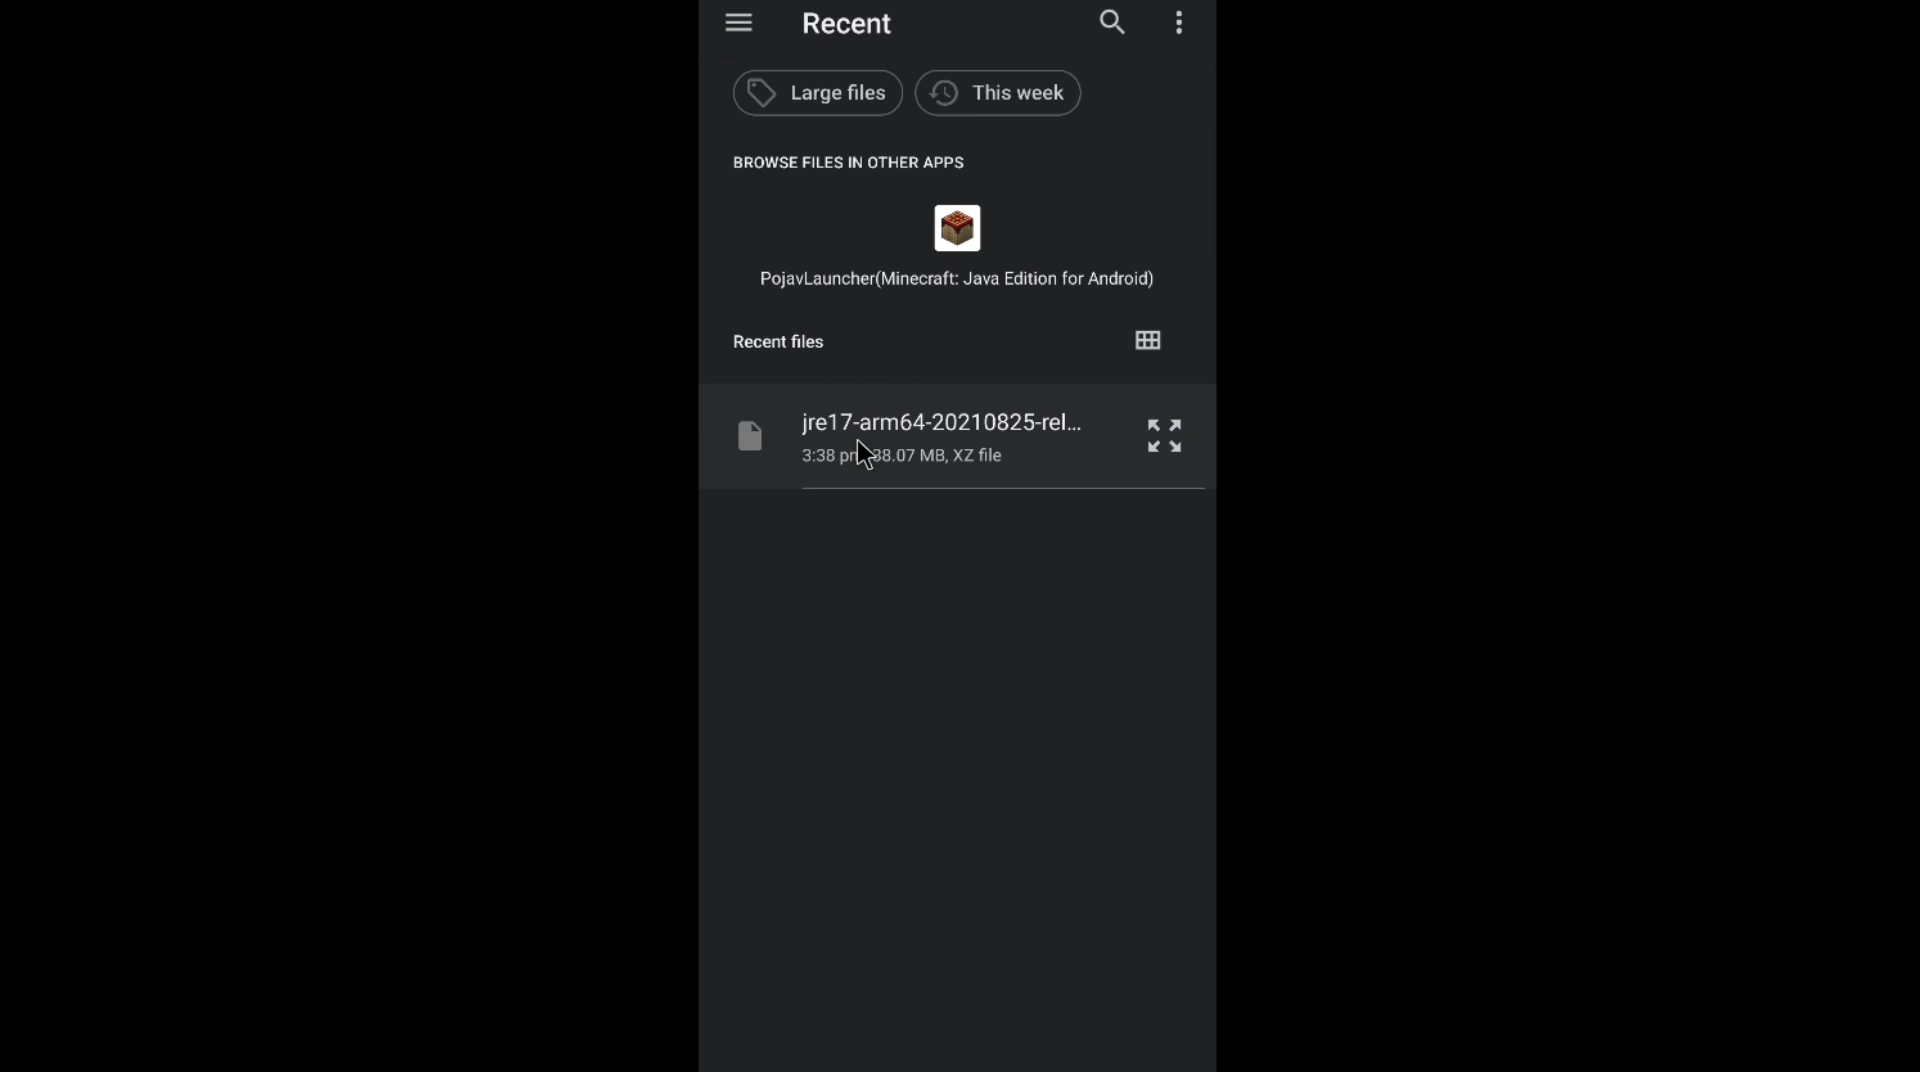 Recent
Large files
This week
BROWSE FILES IN OTHER APPS
PojavLauncher(Minecraft: Java Edition for Android)
Recent files
jre17-arm64-20210825-rel...
3:38 38.07 MB, XZ file